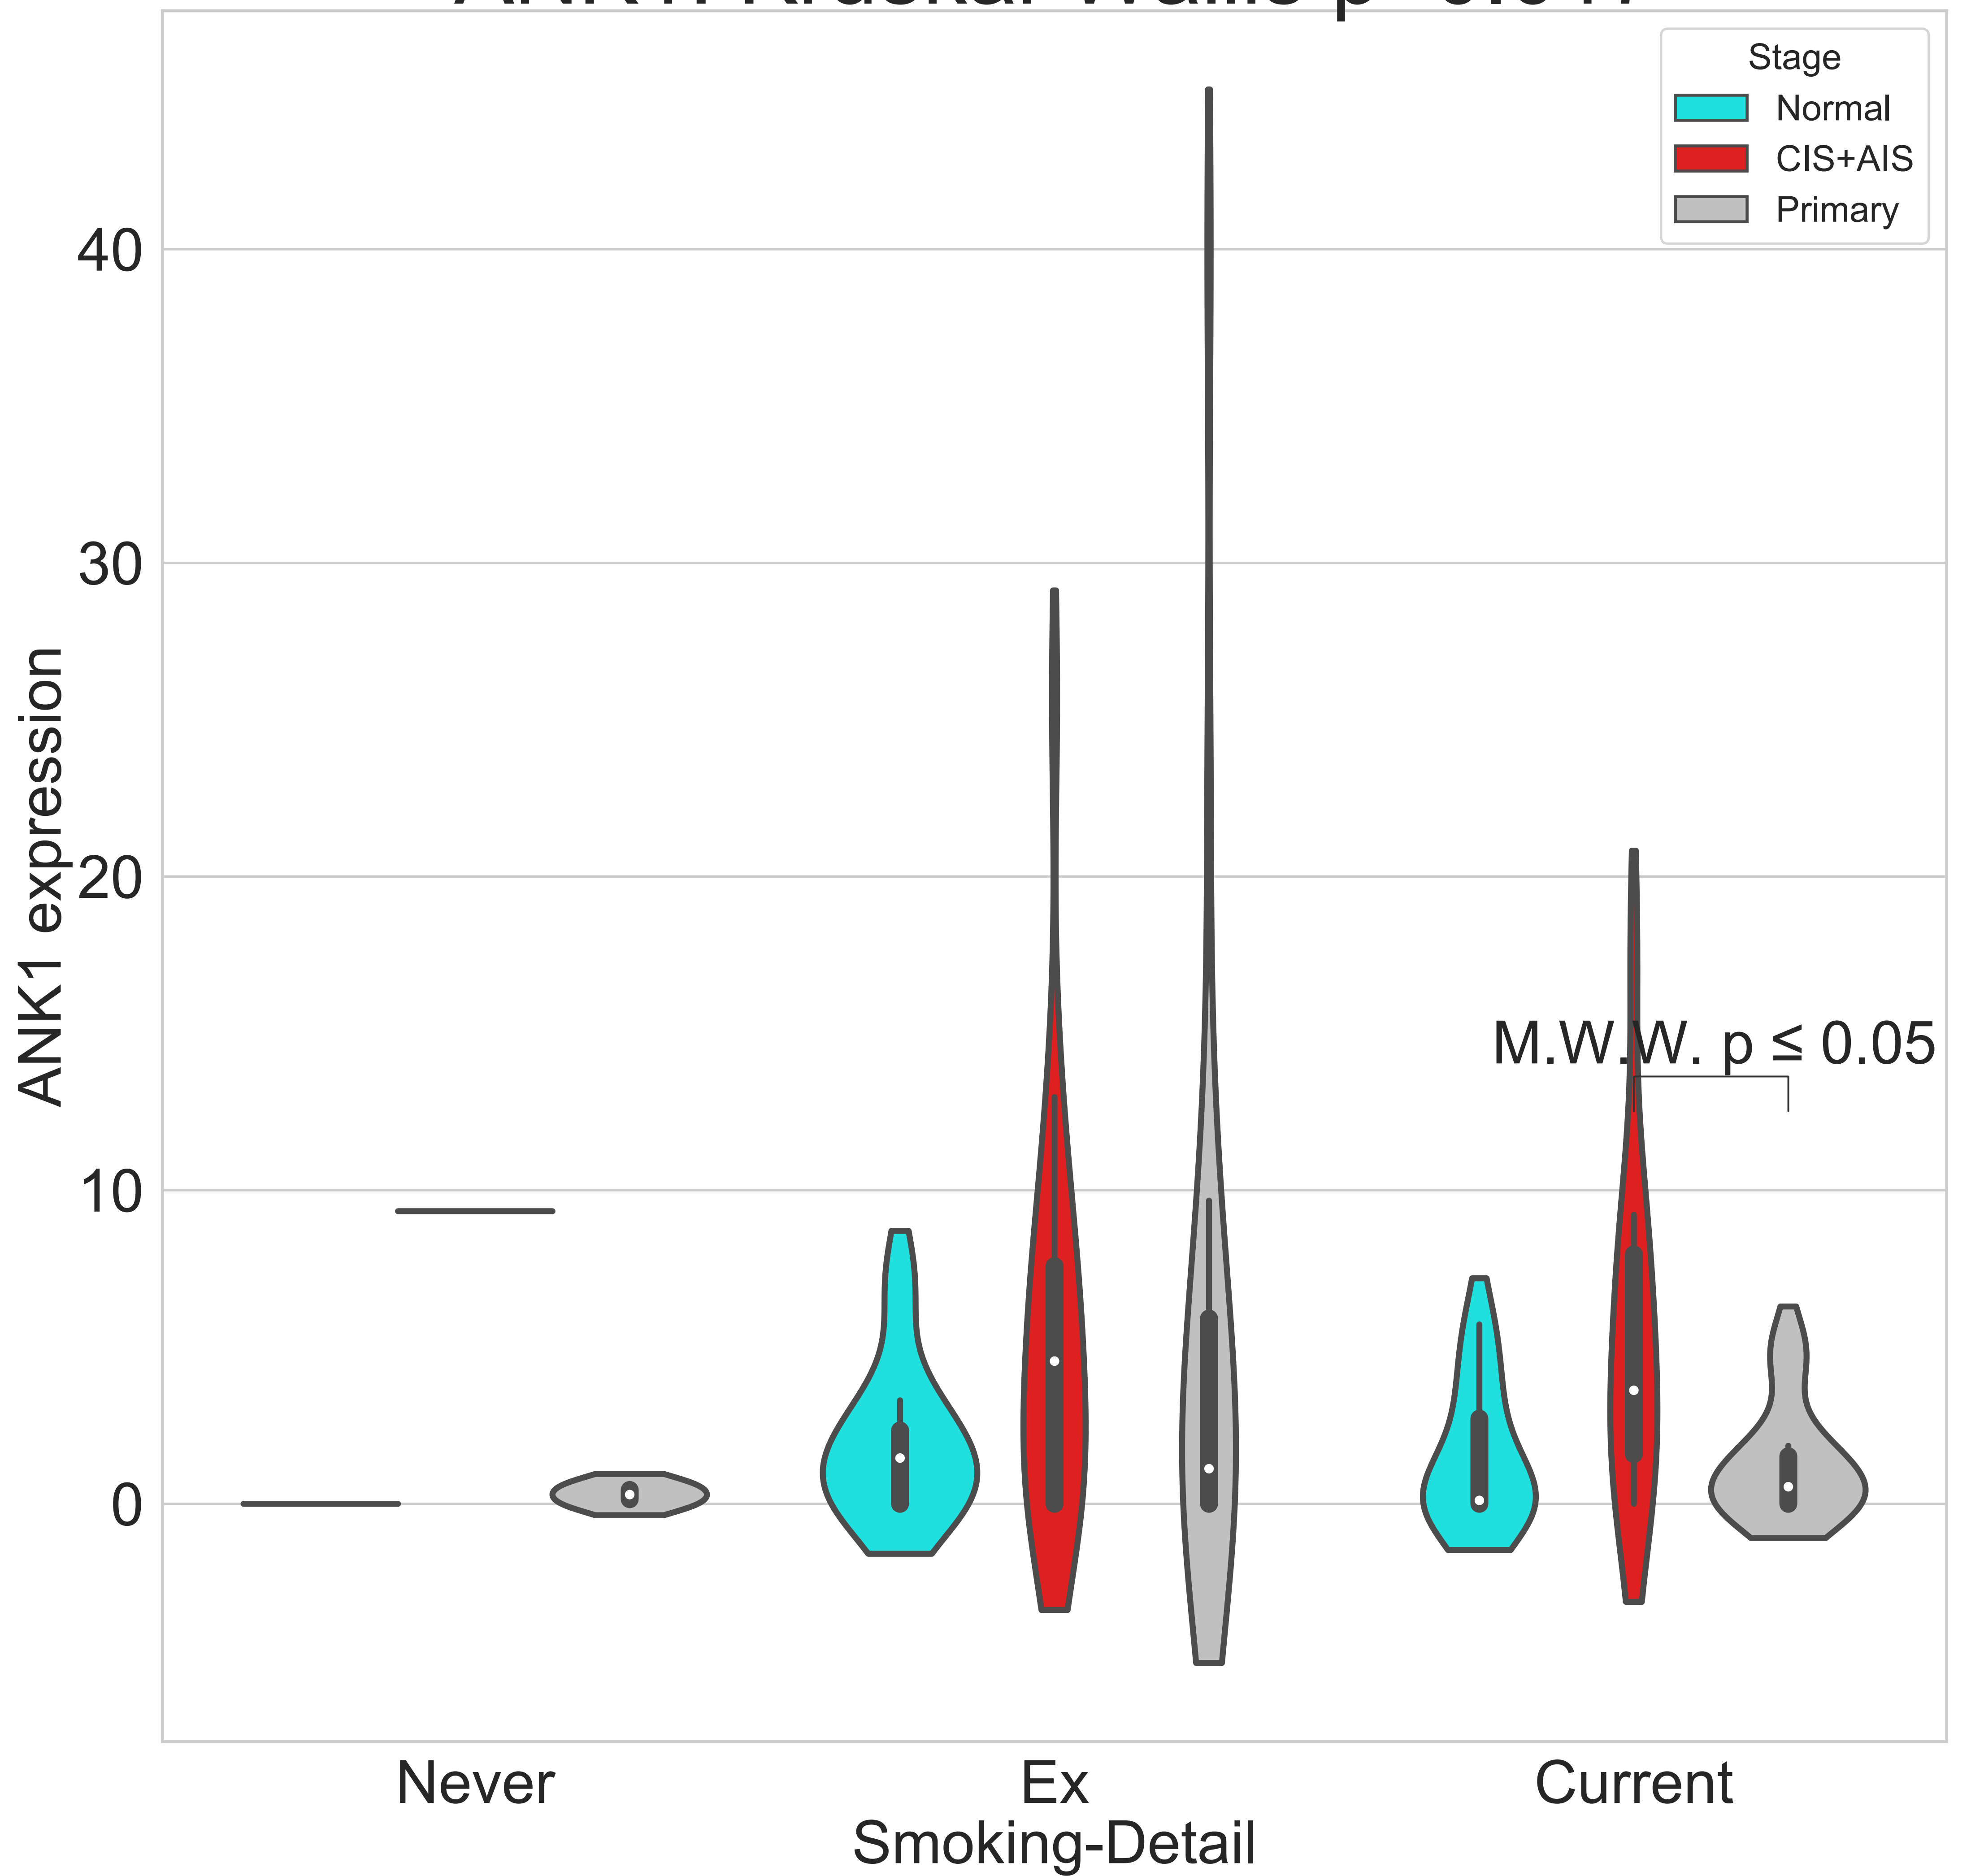 Stage
Normal
CIS+AIS
Primary
40
30
20
10
0
ANK1 expression
M.W.W. p ≤ 0.05
Never
Ex
Current
Smoking-Detail